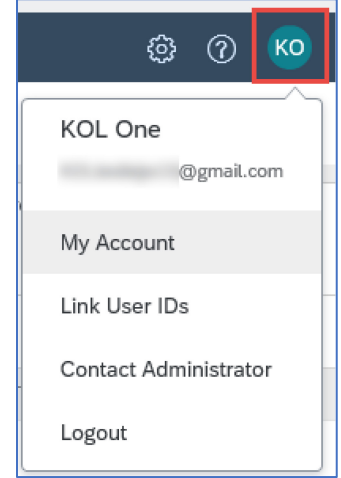 KO
KOL One
@gmail.com
My Account
Link User IDs
Contact Administrator
Logout